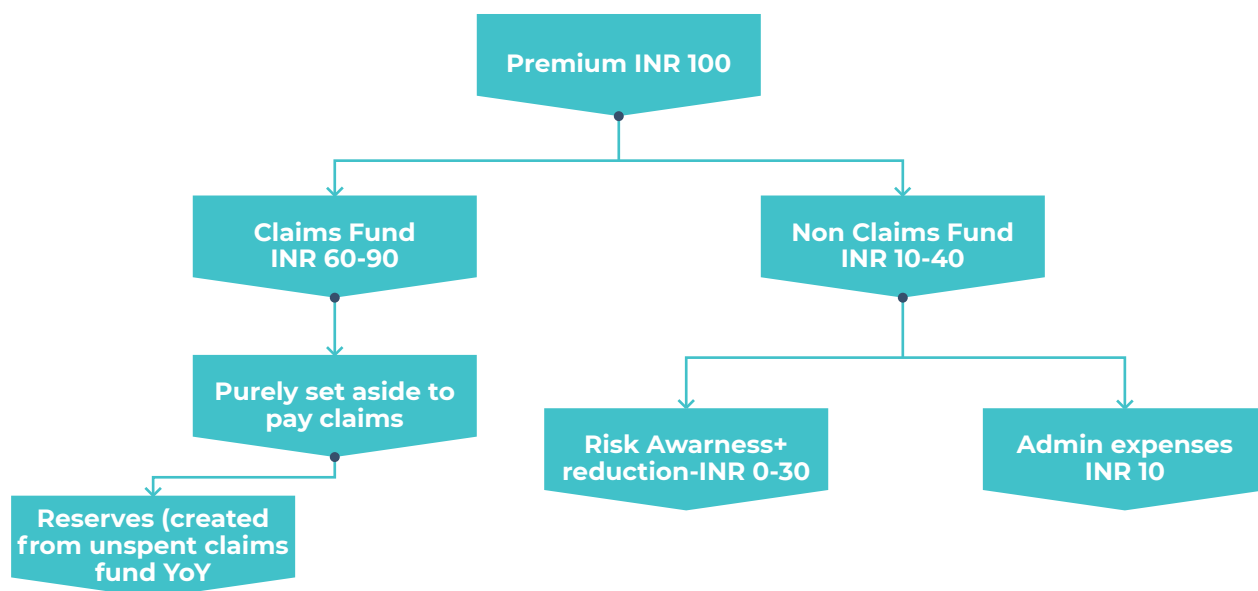 Premium INR 100
Claims Fund
INR 60-90
Non Claims Fund
INR 10-40
Purely set aside to
pay claims
Risk Awarness+
reduction-INR 0-30
Admin expenses
INR 10
Reserves (created
from unspent claims
fund YoY